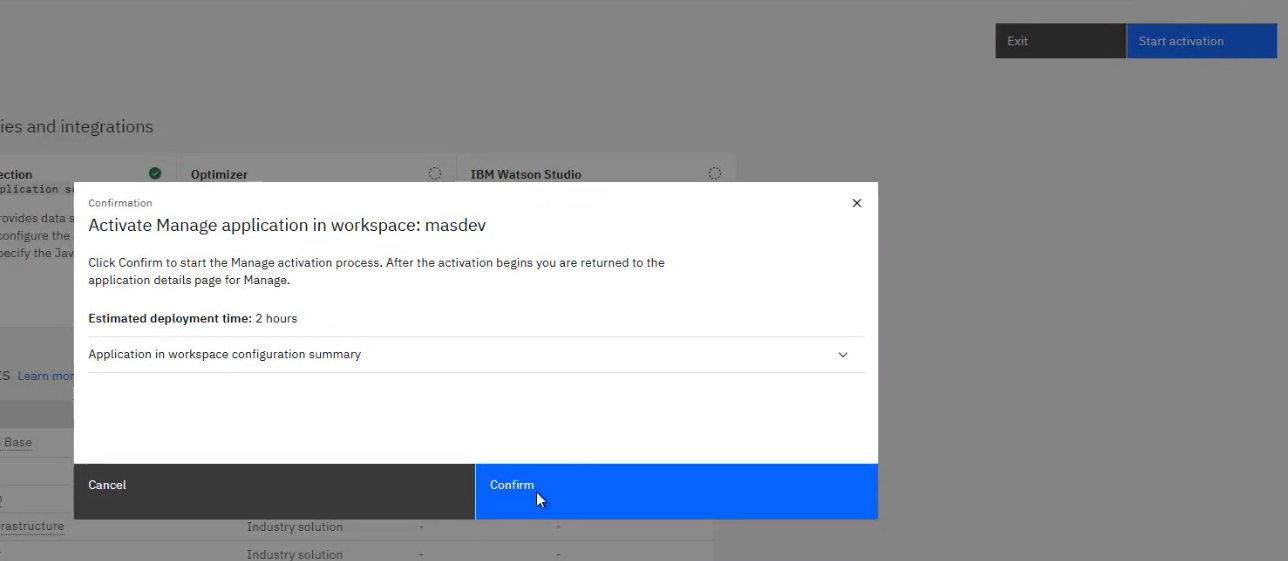 Exit
Start activation
ies and integrations
ection
Optimizer
IBM Watson Studio
plication s
rovides data s
configure the
pecify the Jav
Confirmation
Activate Manage application in workspace: masdev
Click Confirm to start the Manage activation process. After the activation begins you are returned to the
application details page for Manage.
Estimated deployment time: 2 hours
Application in workspace configuration summary
Learn mor
Base
Cancel
Confirm
rastructure
Industry solution
-
-
Industry solution
-
-